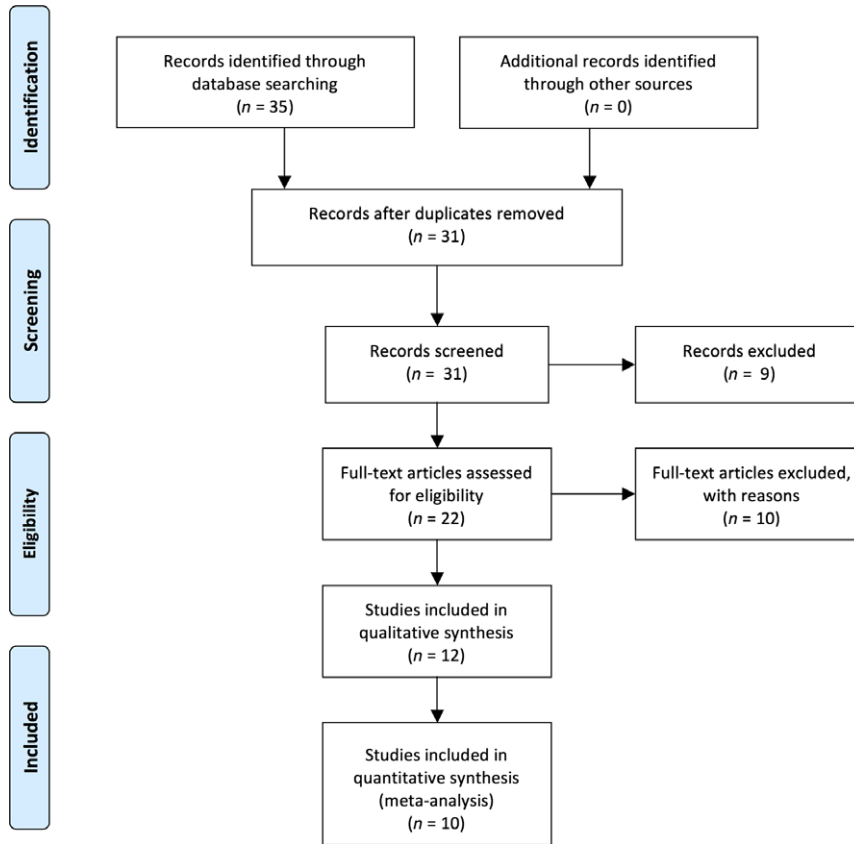 Identification
Records identified through
database searching
(n = 35)
Additional records identified
through other sources
(n = 0)
Records after duplicates removed
(n = 31)
Screening
Records screened
(n = 31)
Records excluded
(n = 9)
Eligibility
Full-text articles assessed
for eligibility
(n = 22)
Full-text articles excluded,
with reasons
(n = 10)
Studies included in
qualitative synthesis
(n = 12)
Included
Studies included in
quantitative synthesis
(meta-analysis)
(n = 10)